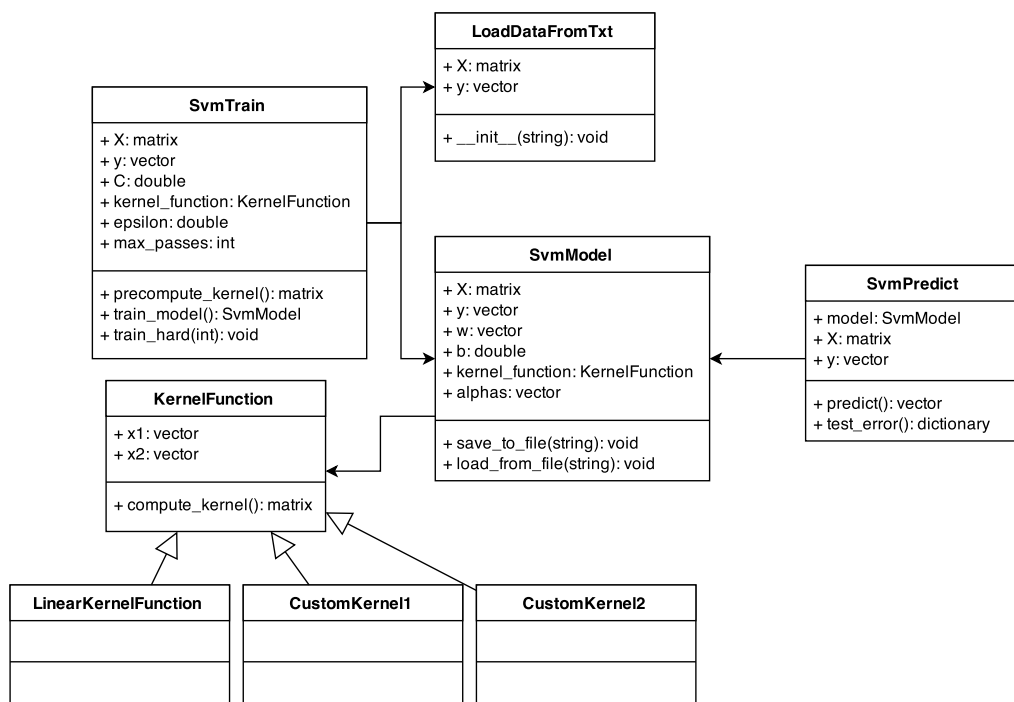 LoadDataFromTxt
+ X: matrix
+ y: vector
+ __init__(string): void
SvmTrain
+ X: matrix
+ y: vector
+ C: double
+ kernel_function: KernelFunction
+ epsilon: double
+ max_passes: int
+ precompute_kernel(): matrix
+ train_model(): SvmModel
+ train_hard(int): void
SvmModel
+ X: matrix
+ y: vector
+ w: vector
+ b: double
+ kernel_function: KernelFunction
+ alphas: vector
+ save_to_file(string): void
+ load_from_file(string): void
SvmPredict
+ model: SvmModel
+ X: matrix
+ y: vector
+ predict(): vector
+ test_error(): dictionary
KernelFunction
+ x1: vector
+ x2: vector
+ compute_kernel(): matrix
LinearKernelFunction
CustomKernel1
CustomKernel2